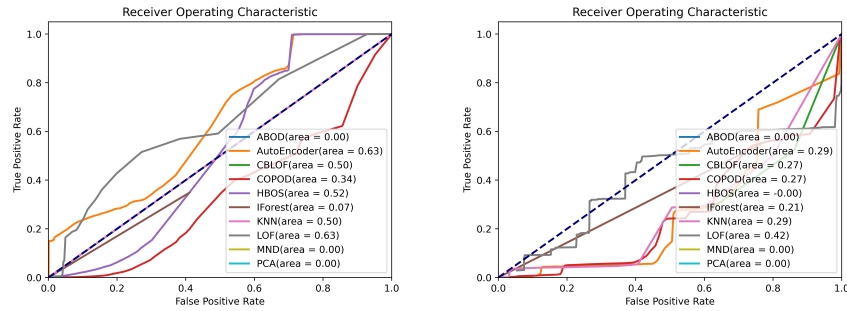 Receiver Operating Characteristic
True Positive Rate
1.0
0.8
0.6
0.4
0.2
0.0
ABOD(area = 0.00)
AutoEncoder(area = 0.63)
CBLOF(area = 0.50)
COPOD(area = 0.34)
HBOS(area = 0.52)
IForest(area = 0.07)
KNN(area = 0.50)
LOF(area = 0.63)
MND(area = 0.00)
PCA(area = 0.00)
0.0 0.2 0.4 0.6 0.8 1.0
False Positive Rate
Receiver Operating Characteristic
True Positive Rate
1.0
0.8
0.6
0.4
0.2
0.0
ABOD(area = 0.00)
AutoEncoder(area = 0.29)
CBLOF(area = 0.27)
COPOD(area = 0.27)
HBOS(area = -0.00)
IForest(area = 0.21)
KNN(area = 0.29)
LOF(area = 0.42)
MND(area = 0.00)
PCA(area = 0.00)
0.0 0.2 0.4 0.6 0.8 1.0
False Positive Rate